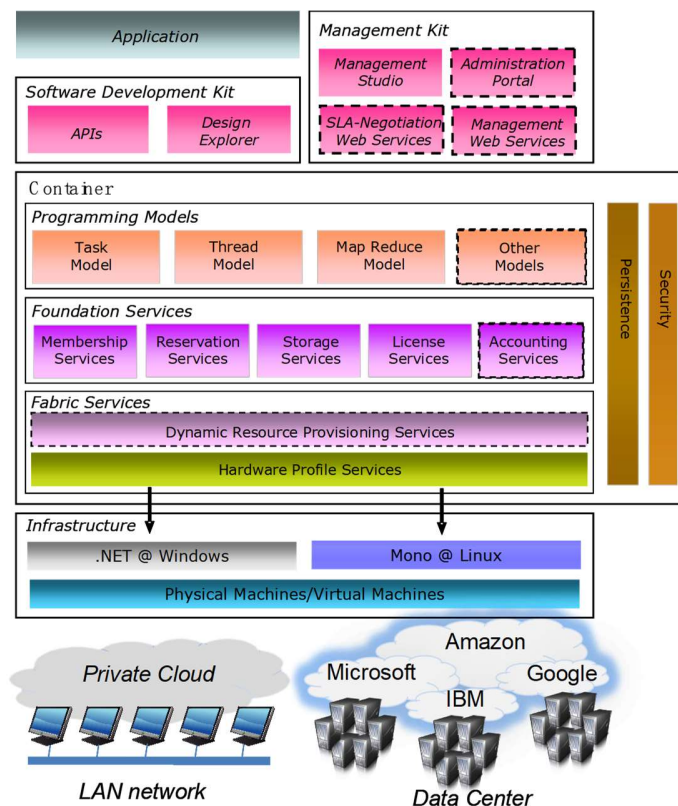 Application
Management Kit
Management
Studio
Administration
Portal
SLA-Negotiation
Web Services
Management
Web Services
Software Development Kit
APIs
Design
Explorer
Container
Programming Models
Task
Model
Thread
Model
Map Reduce
Model
Other
Models
Foundation Services
Membership
Services
Reservation
Services
Storage
Services
License
Services
Accounting
Services
Fabric Services
Dynamic Resource Provisioning Services
Hardware Profile Services
Persistence
Security
Infrastructure
.NET @ Windows
Mono @ Linux
Physical Machines/Virtual Machines
Private Cloud
LAN network
Amazon
Microsoft
Google
IBM
Data Center